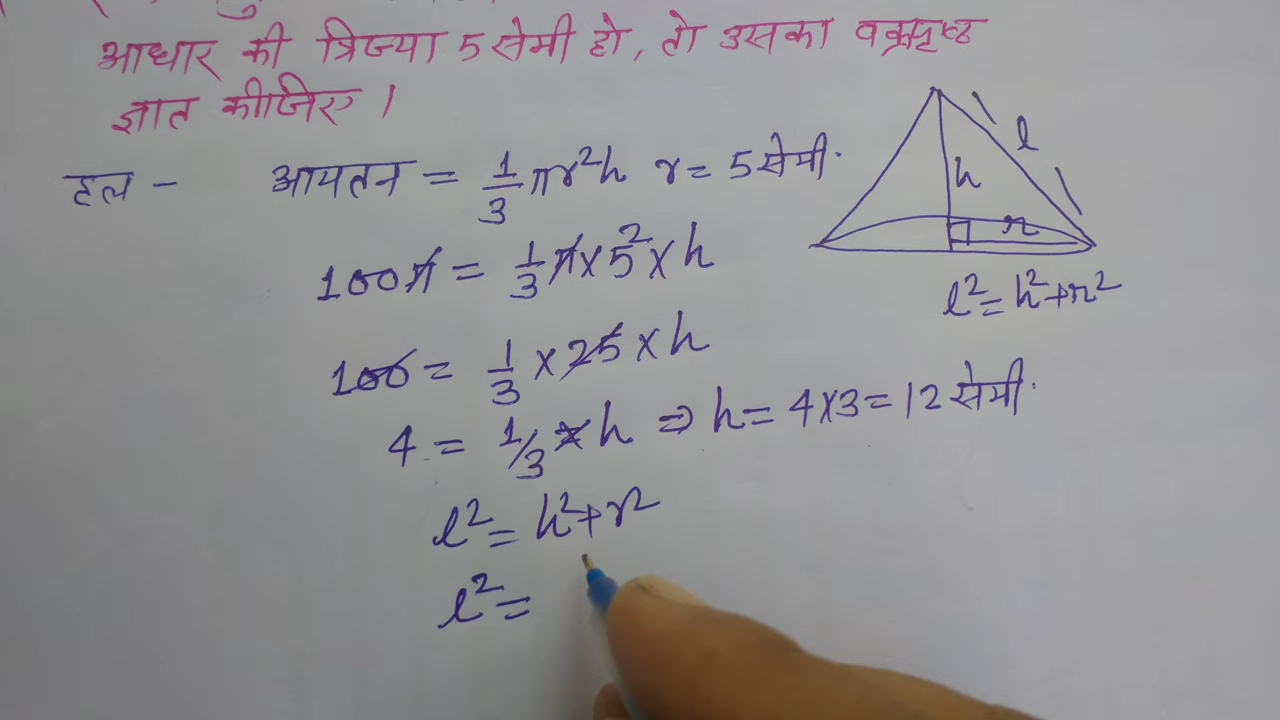 आधार की त्रिज्या 5 सेमी हो, तो उसका वक्रपृष्ठ
ज्ञात कीजिए।
हल - आयतन = 1/3 πr²h r = 5 सेमी.
100π = 1/3 π × 5² × h
100 = 1/3 × 25 × h
4 = 1/3 × h ⇒ h = 4×3 = 12 सेमी.
l² = h² + r²
l² =
l
h
r
l² = h² + r²